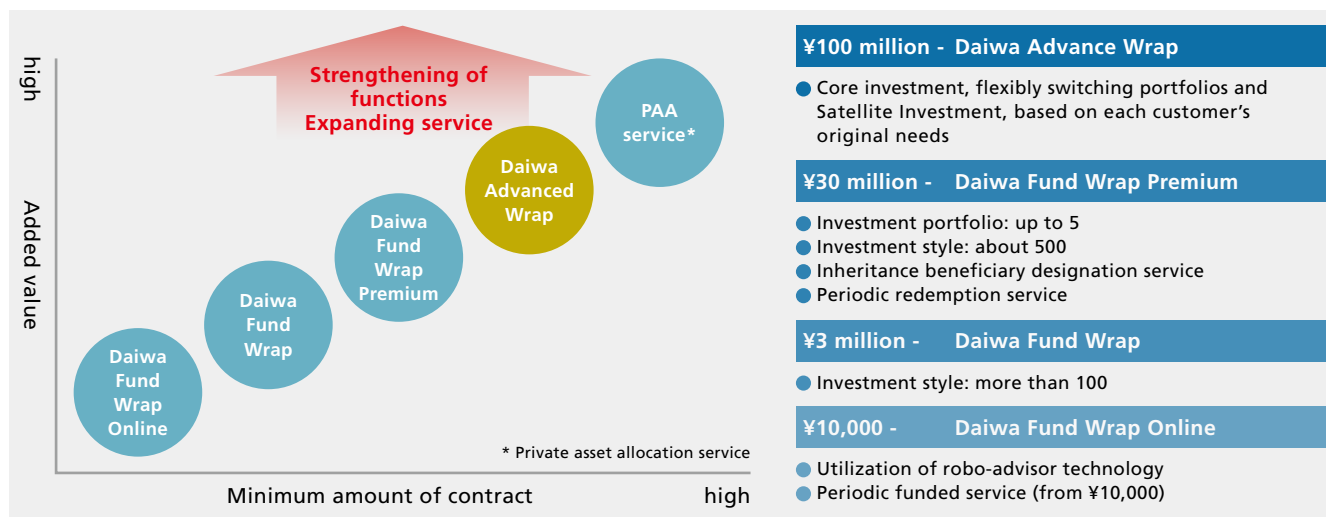 high
Added value
Strengthening of
functions
Expanding service
PAA
service*
Daiwa
Advanced
Wrap
Daiwa
Fund
Wrap
Premium
Daiwa
Fund
Wrap
Daiwa
Fund
Wrap
Online
* Private asset allocation service
Minimum amount of contract
high
¥100 million - Daiwa Advance Wrap
● Core investment, flexibly switching portfolios and
Satellite Investment, based on each customer's
original needs
¥30 million - Daiwa Fund Wrap Premium
● Investment portfolio: up to 5
● Investment style: about 500
● Inheritance beneficiary designation service
● Periodic redemption service
¥3 million - Daiwa Fund Wrap
● Investment style: more than 100
¥10,000 - Daiwa Fund Wrap Online
● Utilization of robo-advisor technology
● Periodic funded service (from ¥10,000)